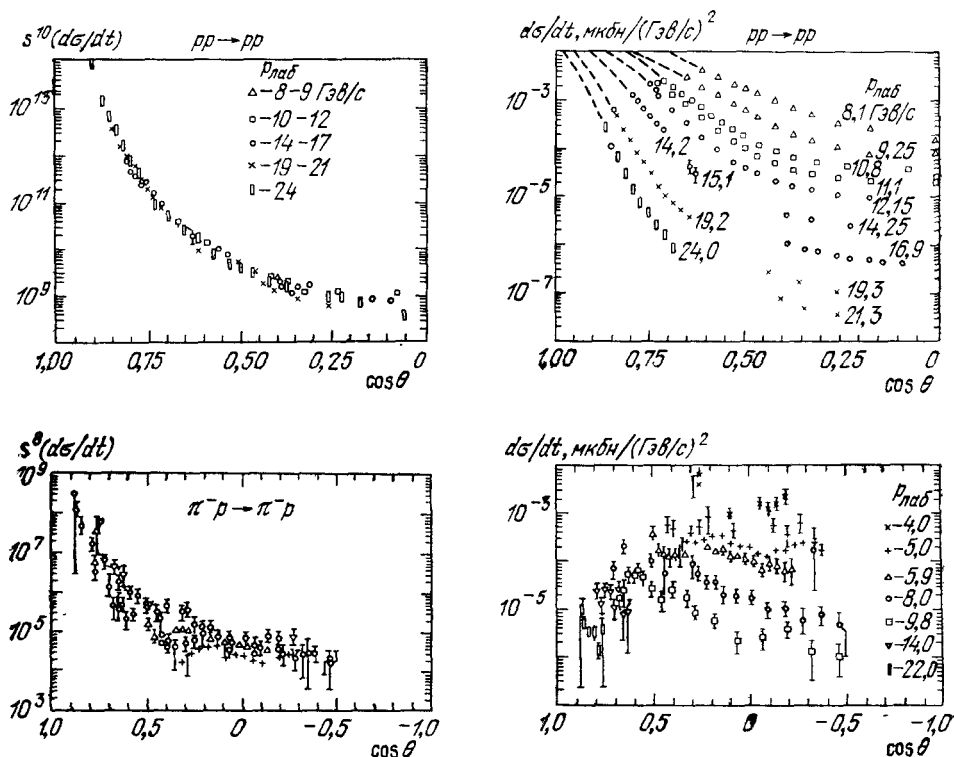 s¹⁰(dσ/dt) pp→pp
pлаб
△ –8–9 Гэв/с
○ –10–12
○ –14–17
× –19–21
▯ –24
10¹³
10¹¹
10⁹
1,00 0,75 0,50 0,25 0
cos θ
dσ/dt, мкбн/(Гэв/с)² pp→pp
pлаб
8,1 Гэв/с
9,25
10,8
11,1
12,15
14,25
16,9
19,3
21,3
14,2
15,1
19,2
24,0
10⁻³
10⁻⁵
10⁻⁷
1,00 0,75 0,50 0,25 0
cos θ
s⁸(dσ/dt)
π⁻p→π⁻p
10⁹
10⁷
10⁵
10³
1,0 0,5 0 -0,5 -1,0
cos θ
dσ/dt, мкбн/(Гэв/с)²
pлаб
× –4,0
+ –5,0
△ –5,9
○ –8,0
□ –9,8
▼ –14,0
▮ –22,0
10⁻³
10⁻⁵
1,0 0,5 0 -0,5 -1,0
cos θ